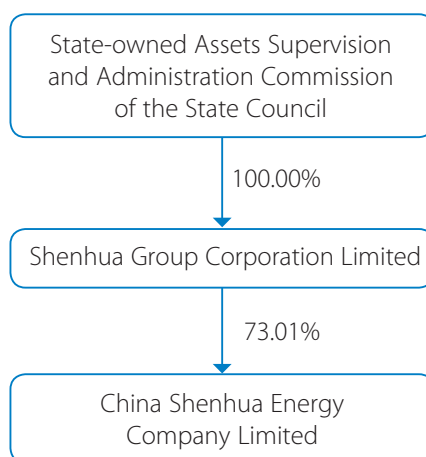 State-owned Assets Supervision
and Administration Commission
of the State Council
100.00%
Shenhua Group Corporation Limited
73.01%
China Shenhua Energy
Company Limited